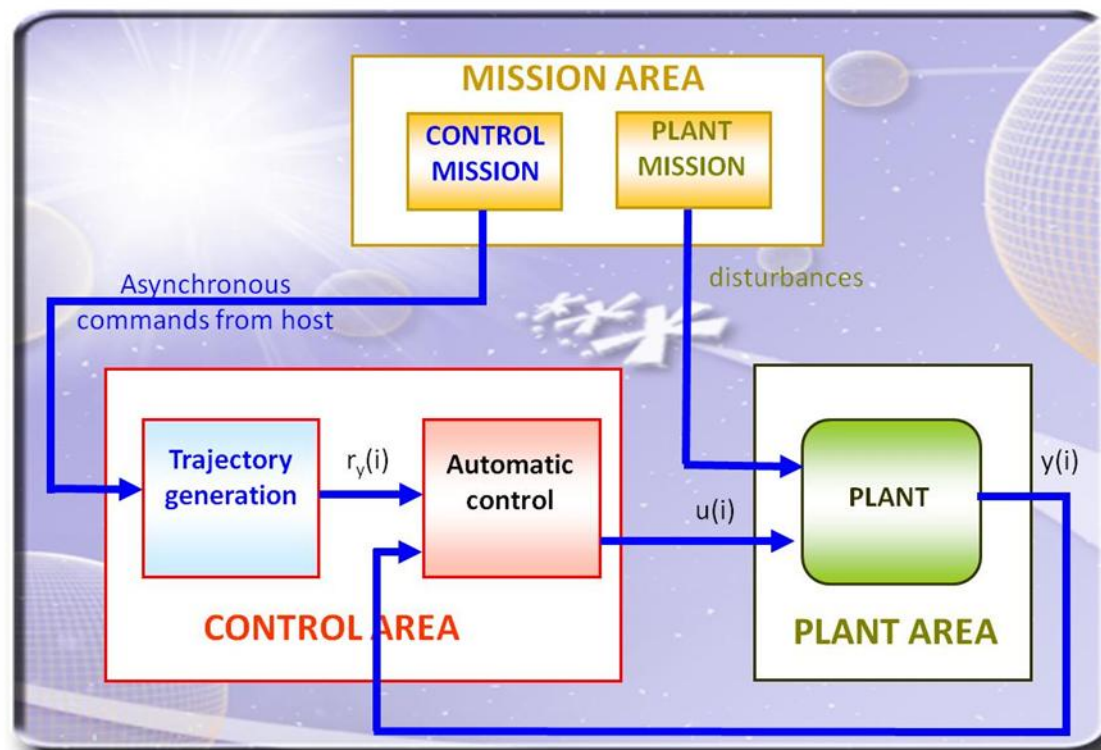 MISSION AREA
CONTROL
MISSION
PLANT
MISSION
Asynchronous
commands from host
disturbances
Trajectory
generation
r_y(i)
Automatic
control
u(i)
PLANT
y(i)
CONTROL AREA
PLANT AREA